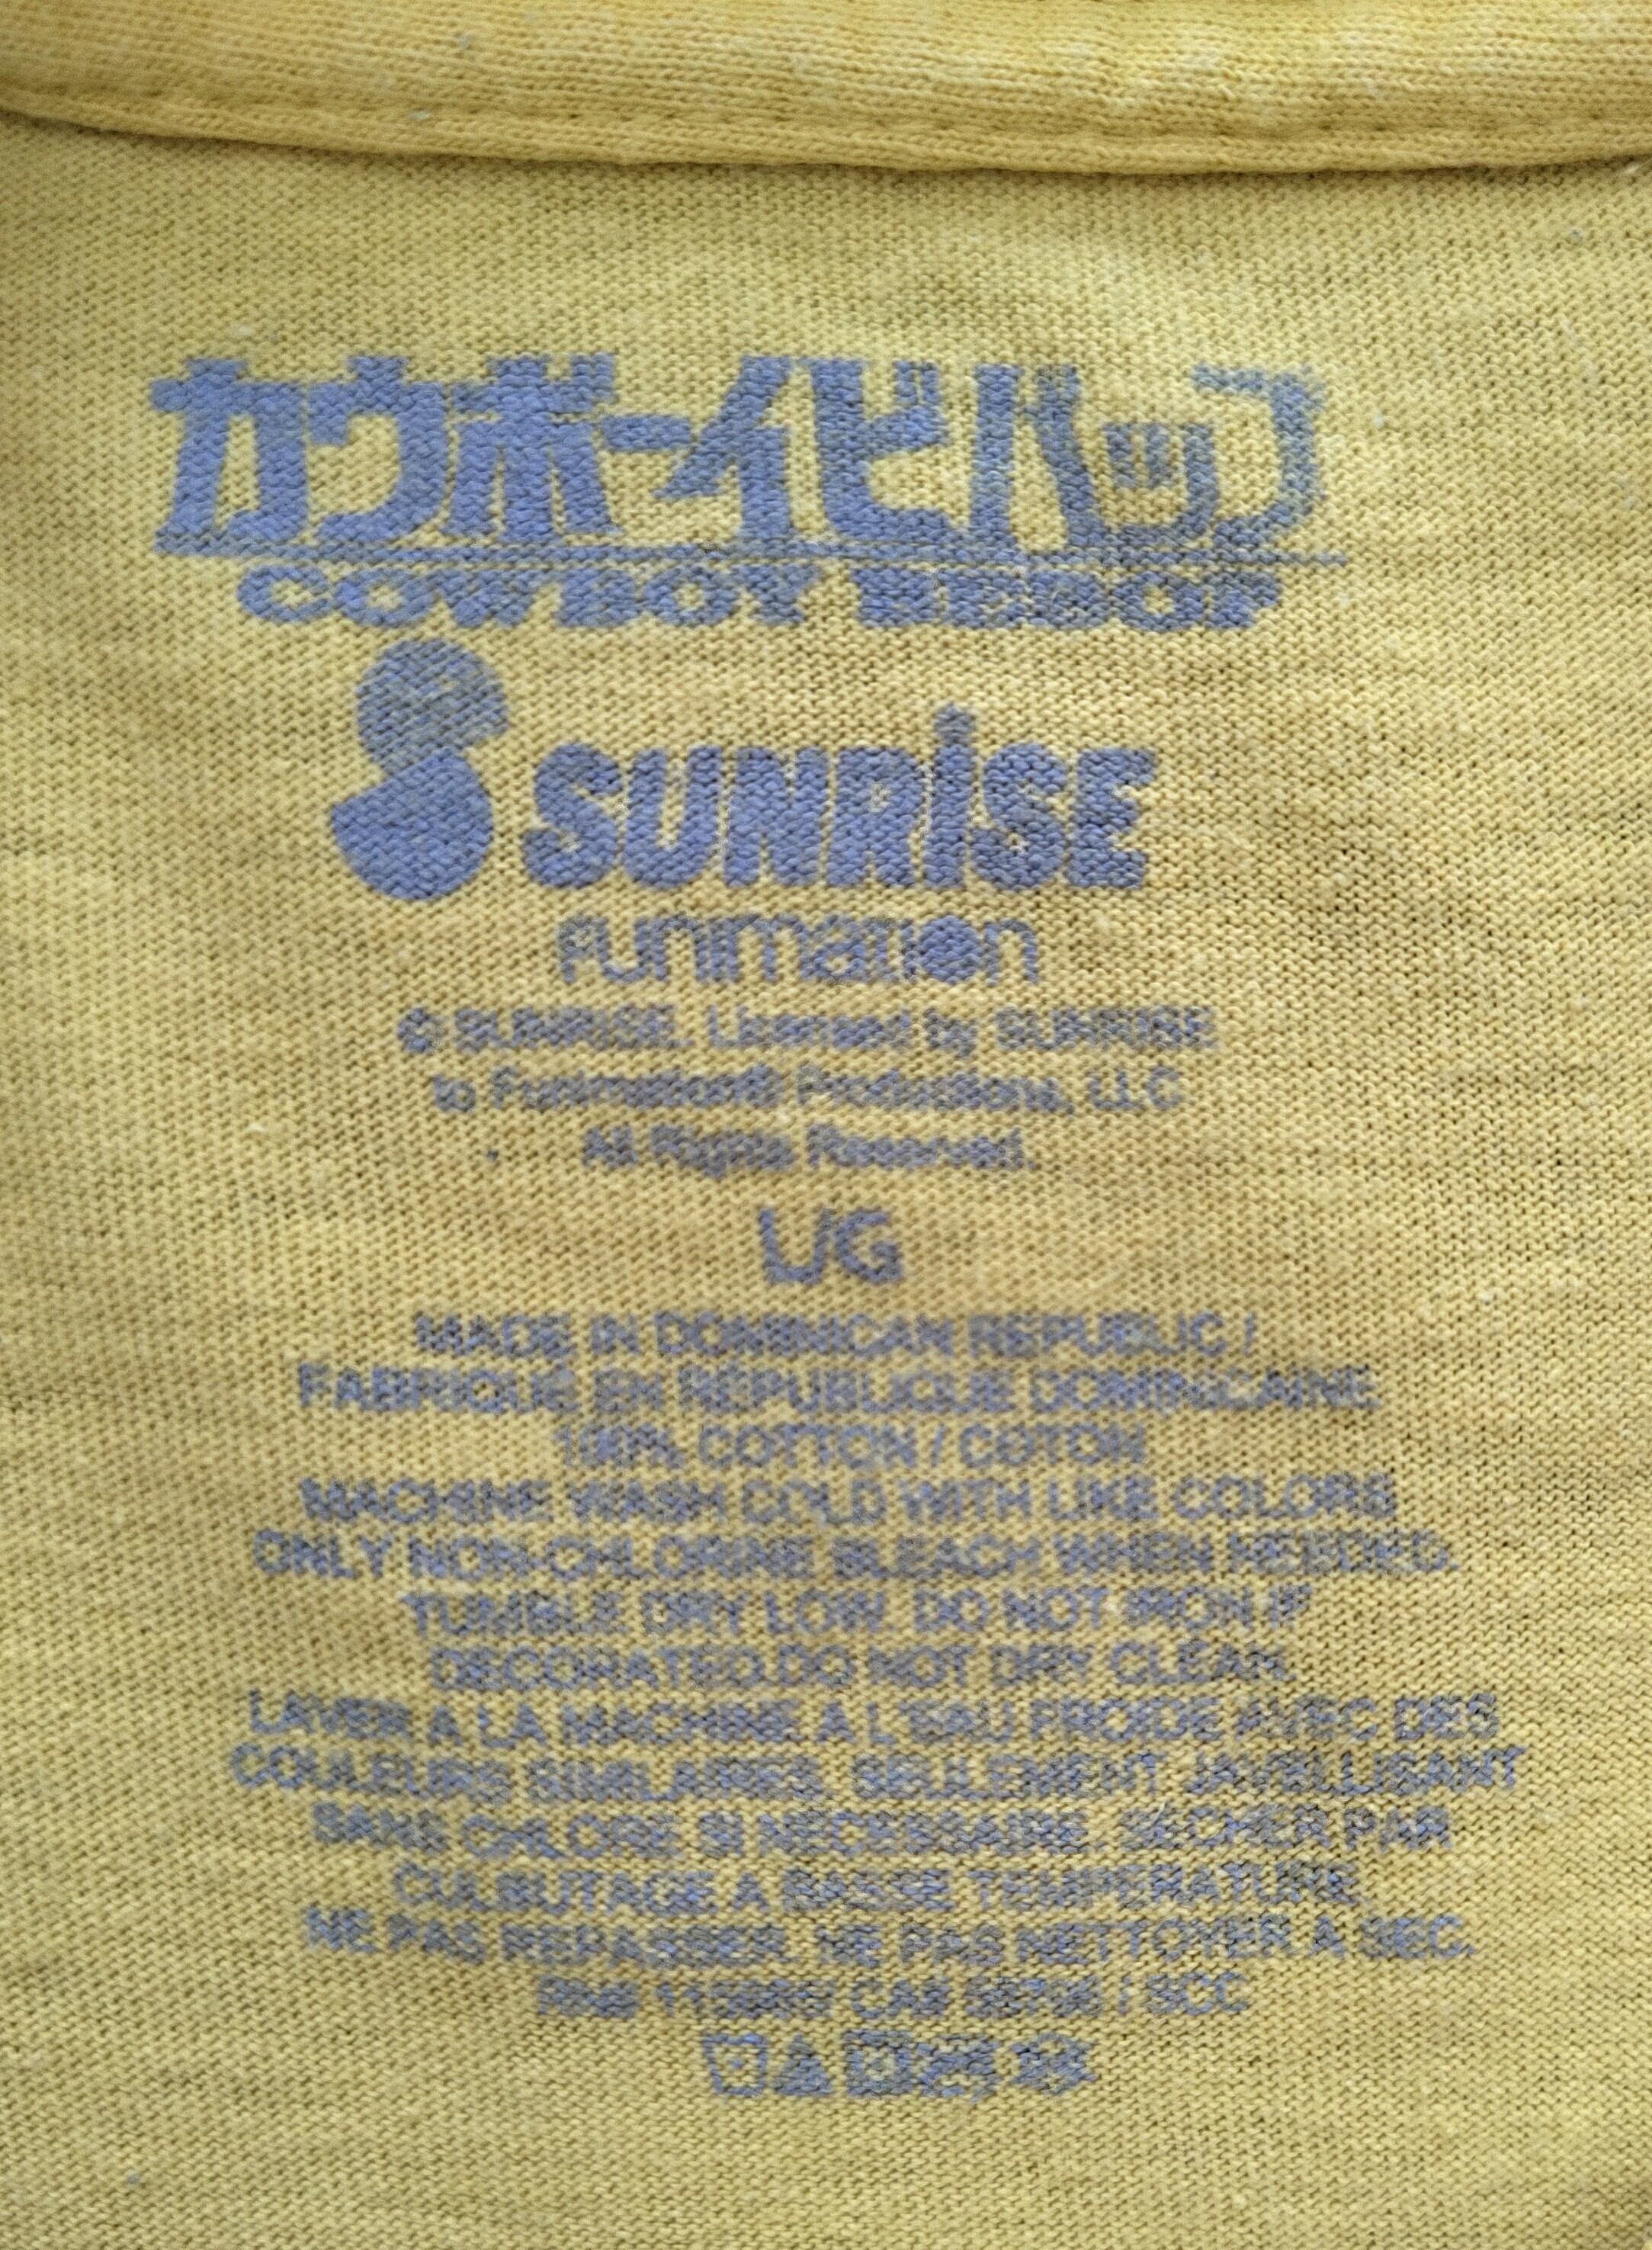 カウボーイビバップ
COWBOY BEBOP
SUNRISE
FUNIMATION
© SUNRISE. Licensed by SUNRISE
to Funimation® Productions, LLC
All Rights Reserved.
L/G
MADE IN DOMINICAN REPUBLIC /
FABRIQUÉ EN RÉPUBLIQUE DOMINICAINE
100% COTTON / COTON
MACHINE WASH COLD WITH LIKE COLORS
ONLY NON-CHLORINE BLEACH WHEN NEEDED.
TUMBLE DRY LOW. DO NOT IRON IF
DECORATED.DO NOT DRY CLEAN.
LAVER A LA MACHINE A L'EAU FROIDE AVEC DES
COULEURS SIMILAIRES. SEULEMENT JAVELLISANT
SANS CHLORE SI NECESSAIRE. SECHER PAR
CULBUTAGE A BASSE TEMPERATURE
NE PAS REPASSER. NE PAS NETTOYER A SEC.
RN# CA# / SCC